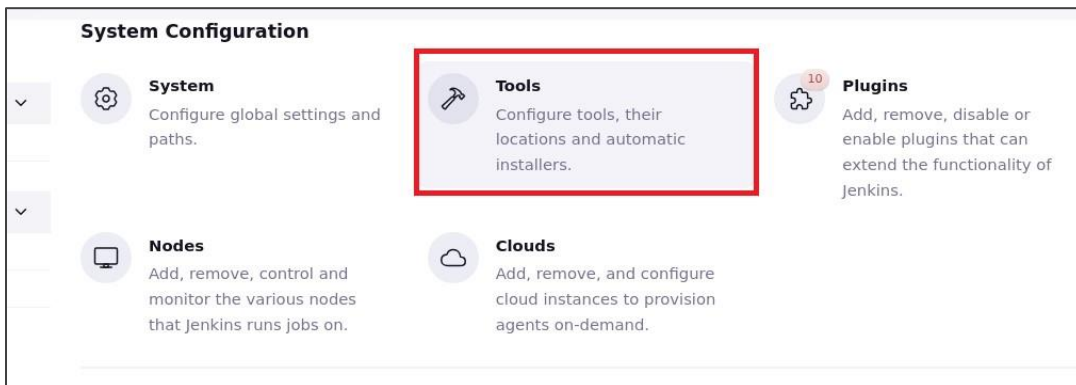 System Configuration
System
Configure global settings and
paths.
Tools
Configure tools, their
locations and automatic
installers.
10
Plugins
Add, remove, disable or
enable plugins that can
extend the functionality of
Jenkins.
Nodes
Add, remove, control and
monitor the various nodes
that Jenkins runs jobs on.
Clouds
Add, remove, and configure
cloud instances to provision
agents on-demand.